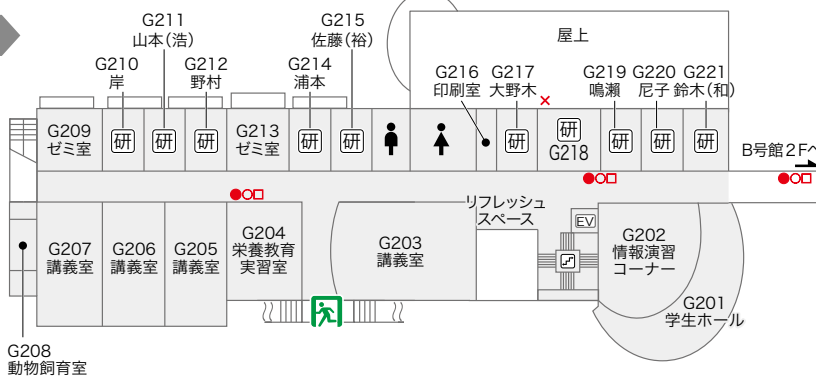 G211
山本（浩）
G215
佐藤（裕）
屋上
G210
岸
G212
野村
G214
浦本
G216
印刷室
G217
大野木
G219
鳴瀬
G220
尼子
G221
鈴木（和）
G209
ゼミ室
研
研
研
G213
ゼミ室
研
研
研
研
G218
研
研
研
B号館2Fへ
リフレッシュ
スペース
EV
G207
講義室
G206
講義室
G205
講義室
G204
栄養教育
実習室
G203
講義室
G202
情報演習
コーナー
G201
学生ホール
G208
動物飼育室